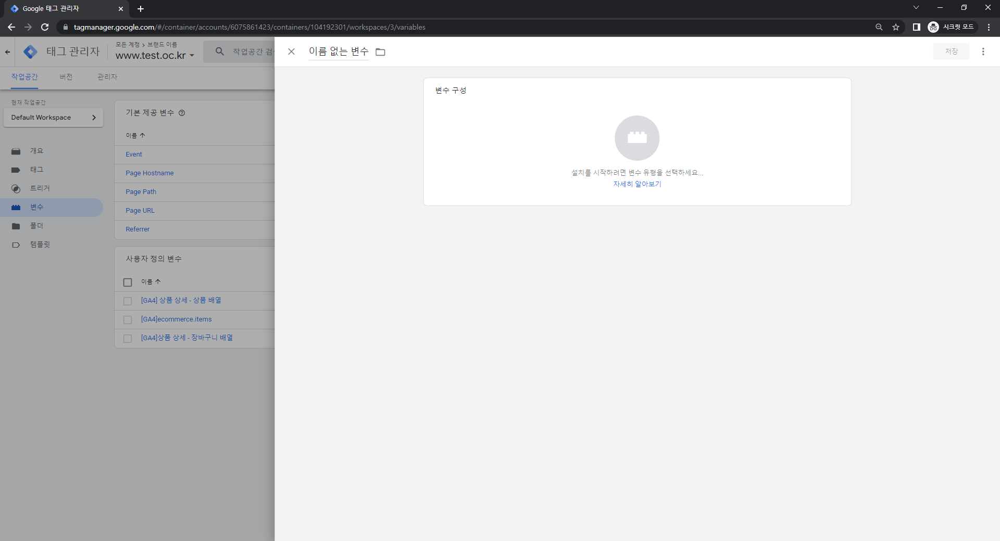 Google 태그 관리자
tagmanager.google.com/#/container/accounts/6075861423/containers/104192301/workspaces/3/variables
시크릿 모드
태그 관리자
모든 계정 > 브랜드 이름
www.test.oc.kr
작업공간 검
이름 없는 변수
저장
작업공간
버전
관리자
현재 작업공간
Default Workspace
개요
태그
트리거
변수
폴더
템플릿
기본 제공 변수
이름
Event
Page Hostname
Page Path
Page URL
Referrer
사용자 정의 변수
이름
[GA4] 상품 상세 - 상품 배열
[GA4]ecommerce.items
[GA4]상품 상세 - 장바구니 배열
변수 구성
설치를 시작하려면 변수 유형을 선택하세요...
자세히 알아보기